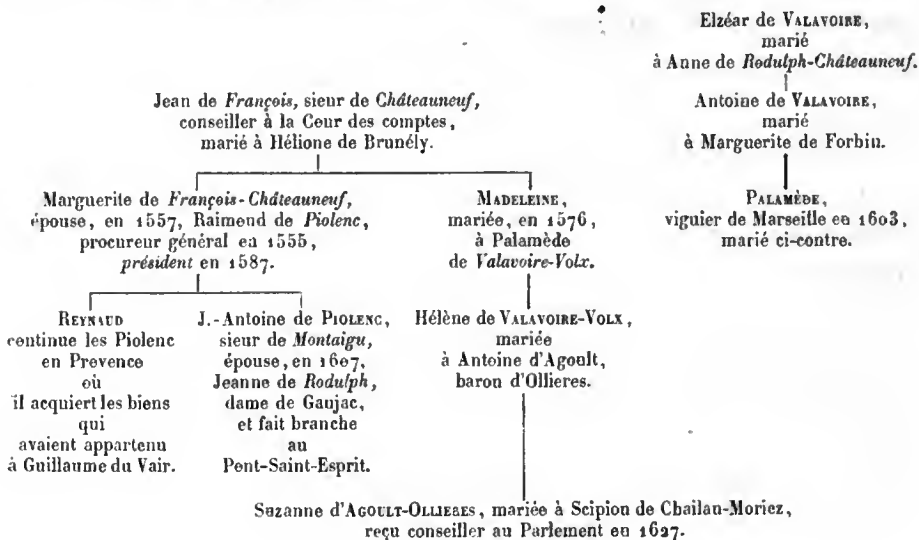 Elzéar de VALAVOIRE,
marié
à Anne de Rodulph-Châteauneuf.
Antoine de VALAVOIRE,
marié
à Marguerite de Forbin.
PALAMÈDE,
viguier de Marseille en 1603,
marié ci-contre.
Jean de François, sieur de Châteauneuf,
conseiller à la Cour des comptes,
marié à Hélione de Brunély.
Marguerite de François-Châteauneuf,
épouse, en 1557, Raimond de Piolenc,
procureur général en 1555,
président en 1587.
MADELEINE,
mariée, en 1576,
à Palamède
de Valavoire-Volx.
REYNAUD
continue les Piolenc
en Provence
où
il acquiert les biens
qui
avaient appartenu
à Guillaume du Vair.
J.-Antoine de PIOLENC,
sieur de Montaigu,
épouse, en 1607,
Jeanne de Rodulph,
dame de Gaujac,
et fait branche
au
Pont-Saint-Esprit.
Hélène de VALAVOIRE-VOLX,
mariée
à Antoine d'Agoult,
baron d'Ollieres.
Suzanne d'AGOULT-OLLIERES, mariée à Scipion de Chailan-Moriez,
reçu conseiller au Parlement en 1627.